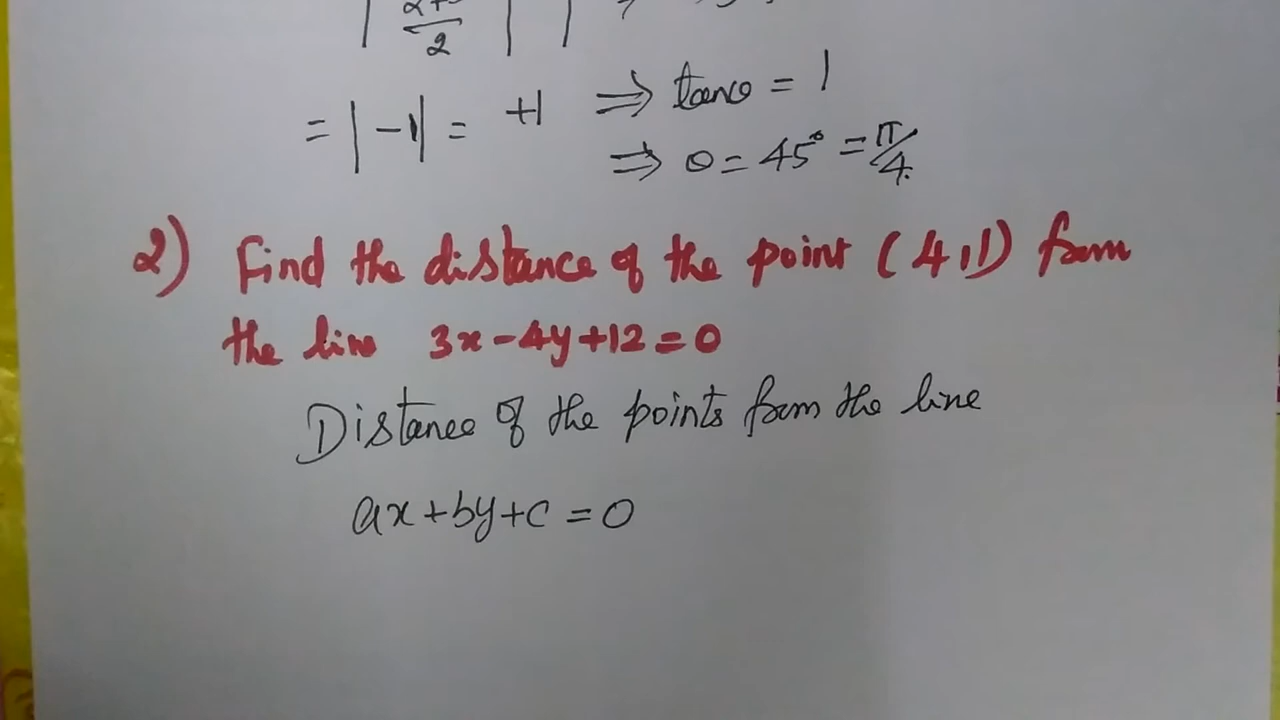 2
= |-1| = +1 ⇒ tanθ = 1
⇒ θ = 45° = π/4.
2) Find the distance of the point (4,1) from
the line 3x-4y+12=0
Distance of the points from the line
ax+by+c=0